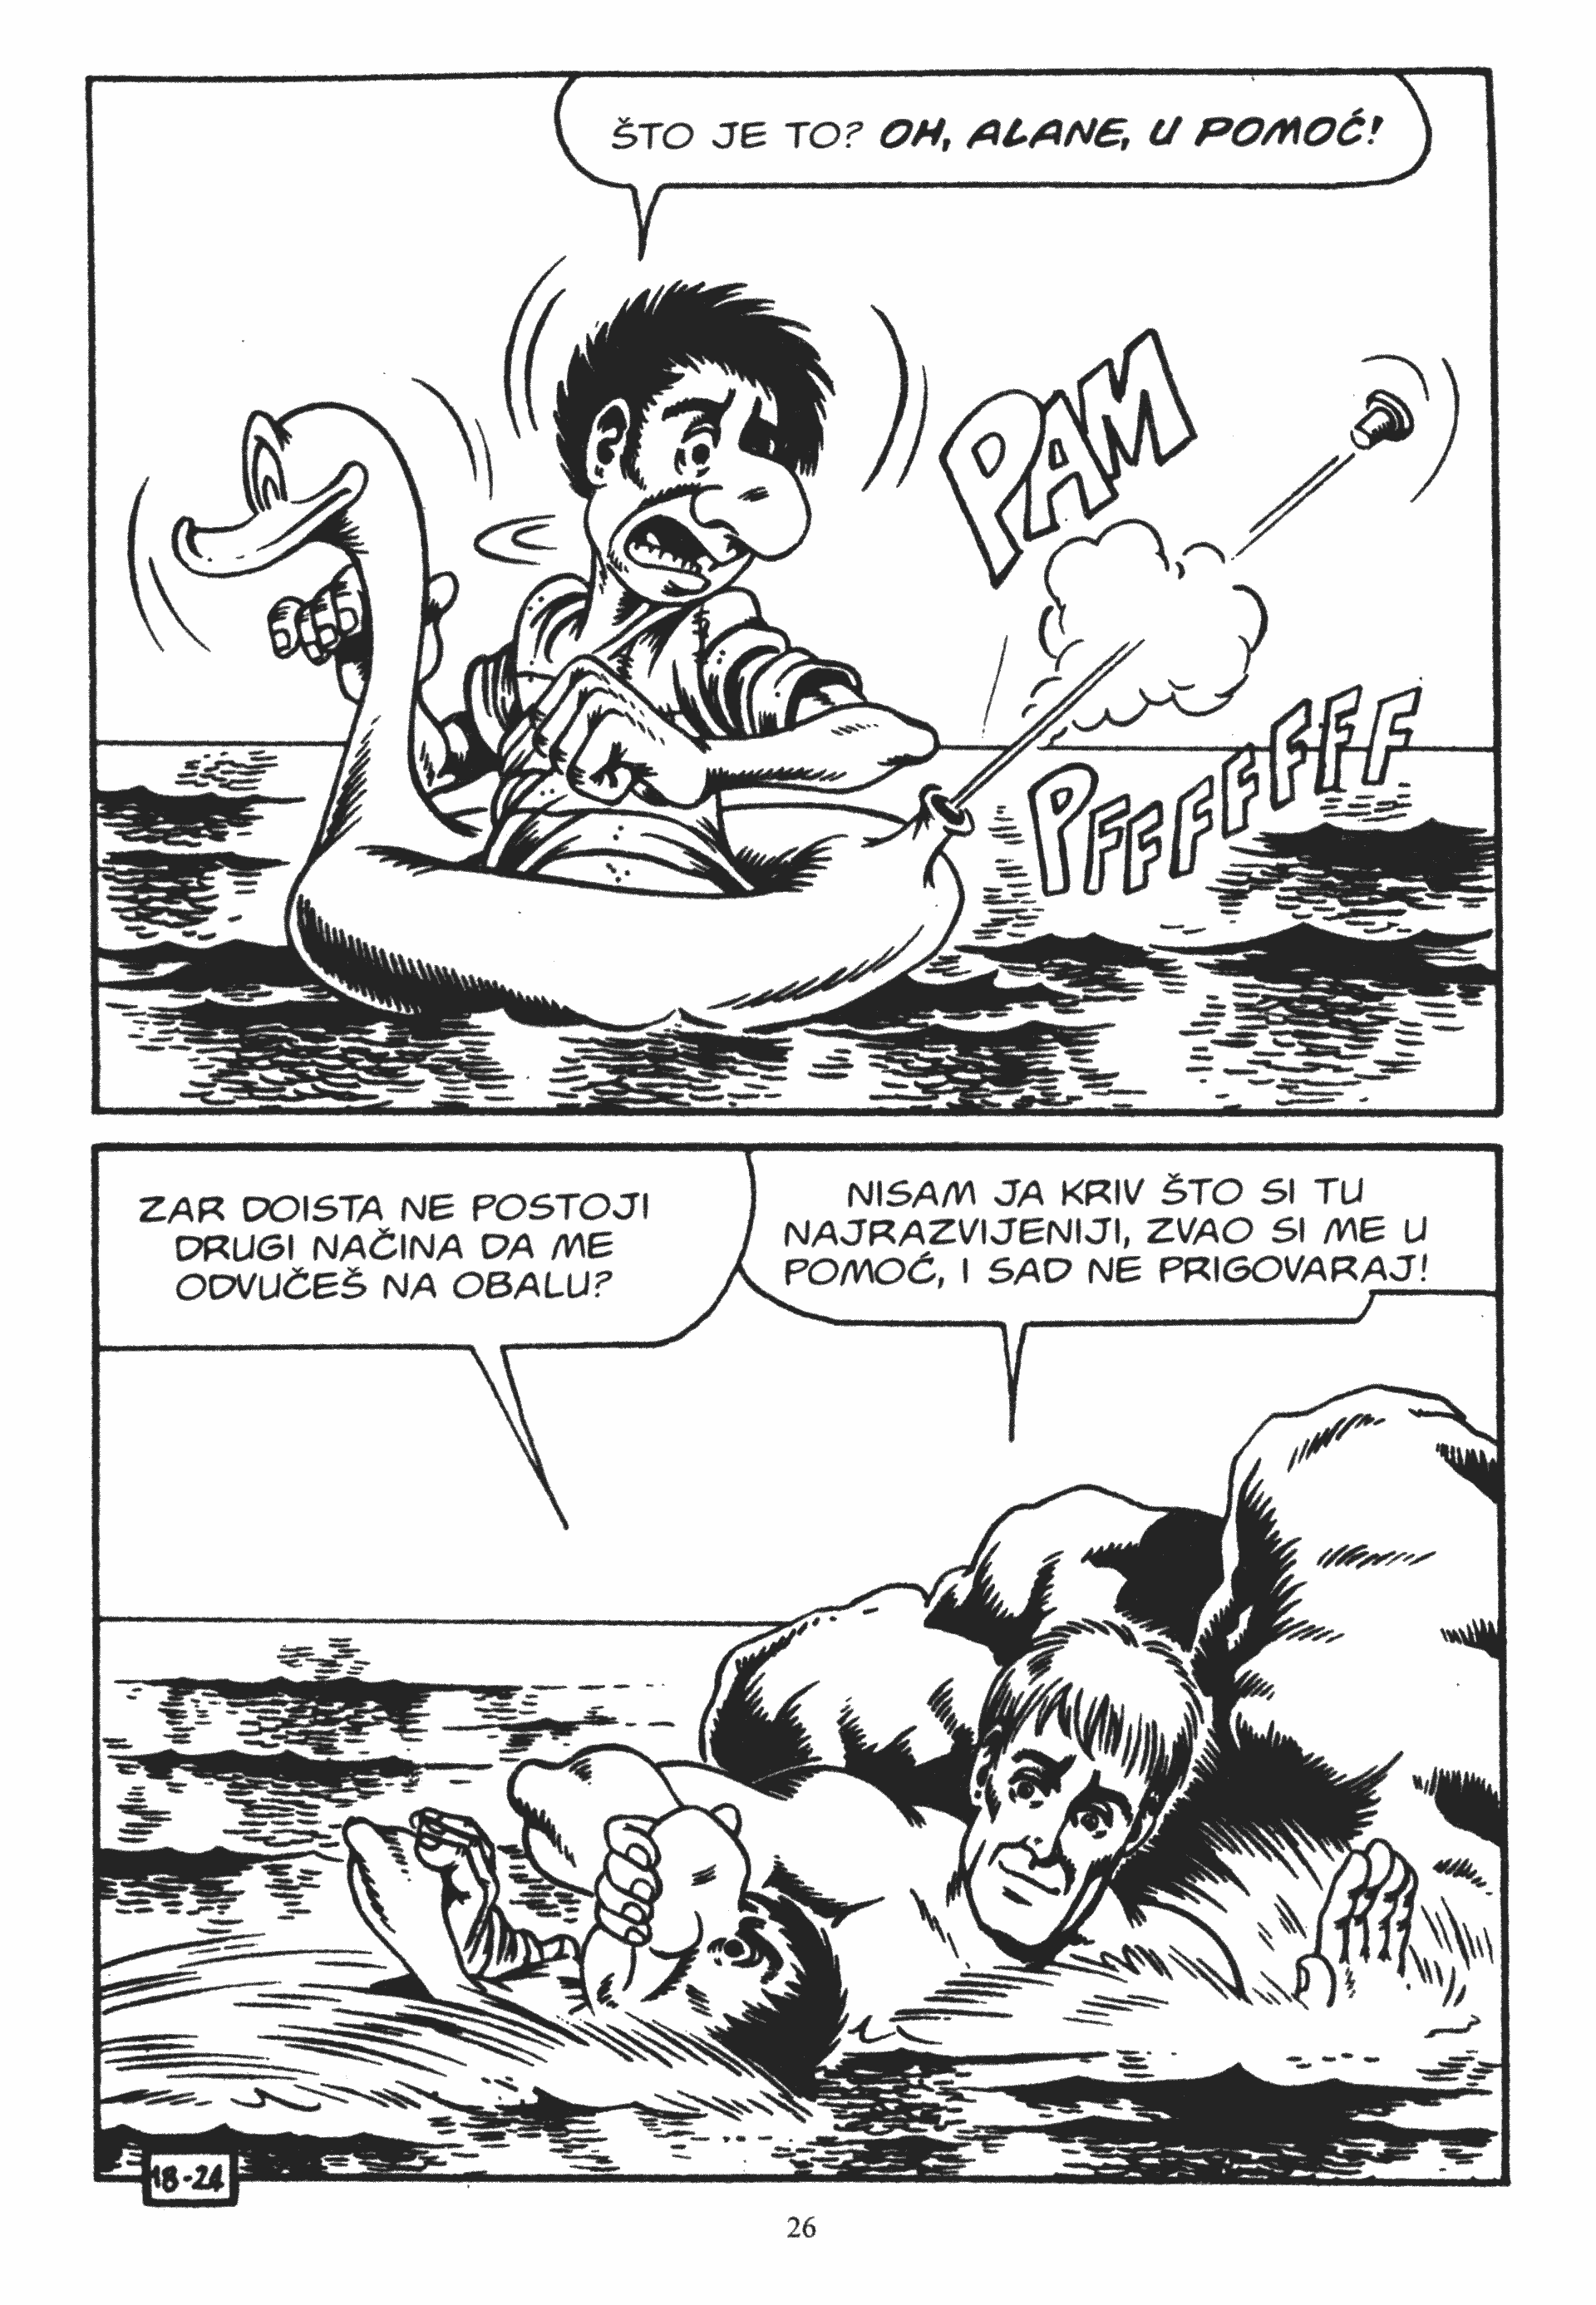 ŠTO JE TO? OH, ALANE, U POMOĆ!
PAM
PFFFFFFFF
ZAR DOISTA NE POSTOJI
DRUGI NAČINA DA ME
ODVUČEŠ NA OBALU?
NISAM JA KRIV ŠTO SI TU
NAJRAZVIJENIJI, ZVAO SI ME U
POMOĆ, I SAD NE PRIGOVARAJ!
18-24
26